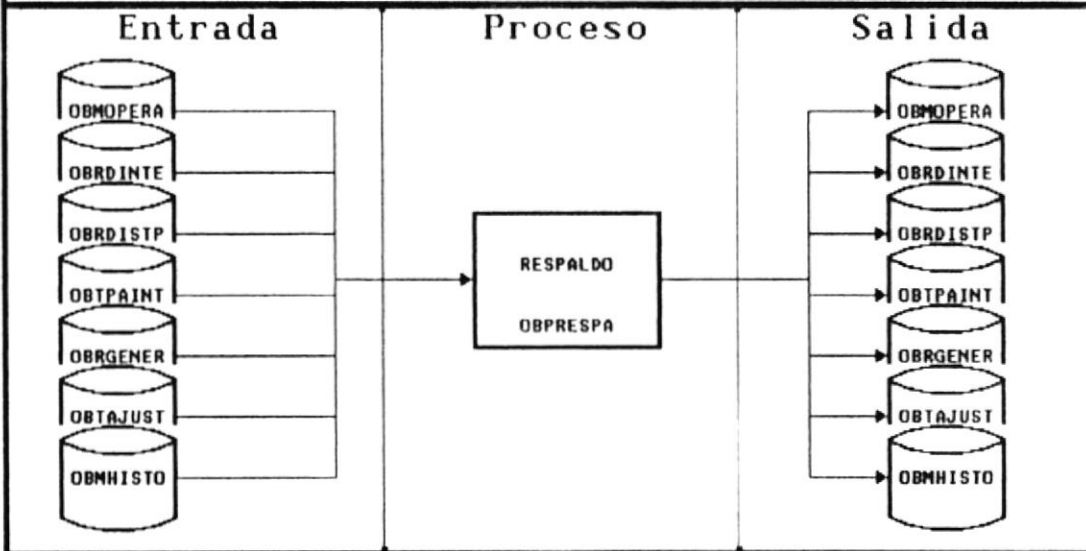 Entrada
Proceso
Salida
OBMOPERA
OBRDINTE
OBRDISTP
OBTPAINT
OBRGENER
OBTAJUST
OBMHISTO
RESPALDO
OBPRESPA
OBMOPERA
OBRDINTE
OBRDISTP
OBTPAINT
OBRGENER
OBTAJUST
OBMHISTO